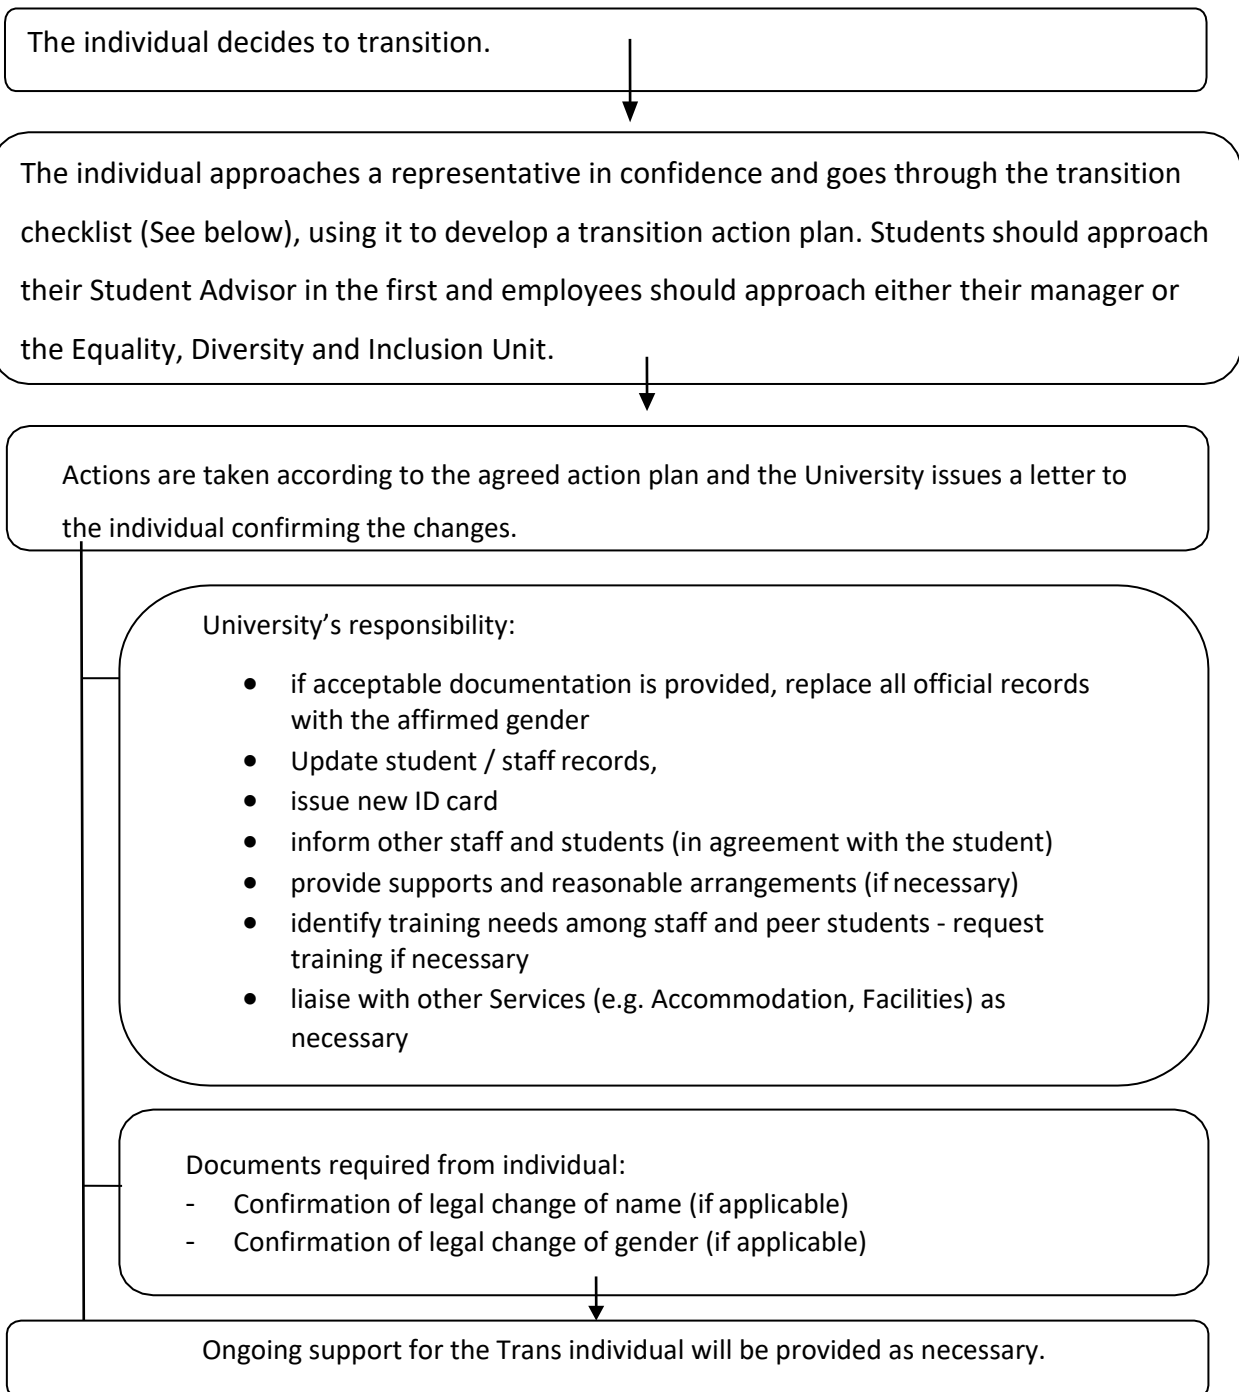 The individual decides to transition.
The individual approaches a representative in confidence and goes through the transition
checklist (See below), using it to develop a transition action plan. Students should approach
their Student Advisor in the first and employees should approach either their manager or
the Equality, Diversity and Inclusion Unit.
Actions are taken according to the agreed action plan and the University issues a letter to
the individual confirming the changes.
University’s responsibility:
• if acceptable documentation is provided, replace all official records
with the affirmed gender
• Update student / staff records,
• issue new ID card
• inform other staff and students (in agreement with the student)
• provide supports and reasonable arrangements (if necessary)
• identify training needs among staff and peer students - request
training if necessary
• liaise with other Services (e.g. Accommodation, Facilities) as
necessary
Documents required from individual:
- Confirmation of legal change of name (if applicable)
- Confirmation of legal change of gender (if applicable)
Ongoing support for the Trans individual will be provided as necessary.